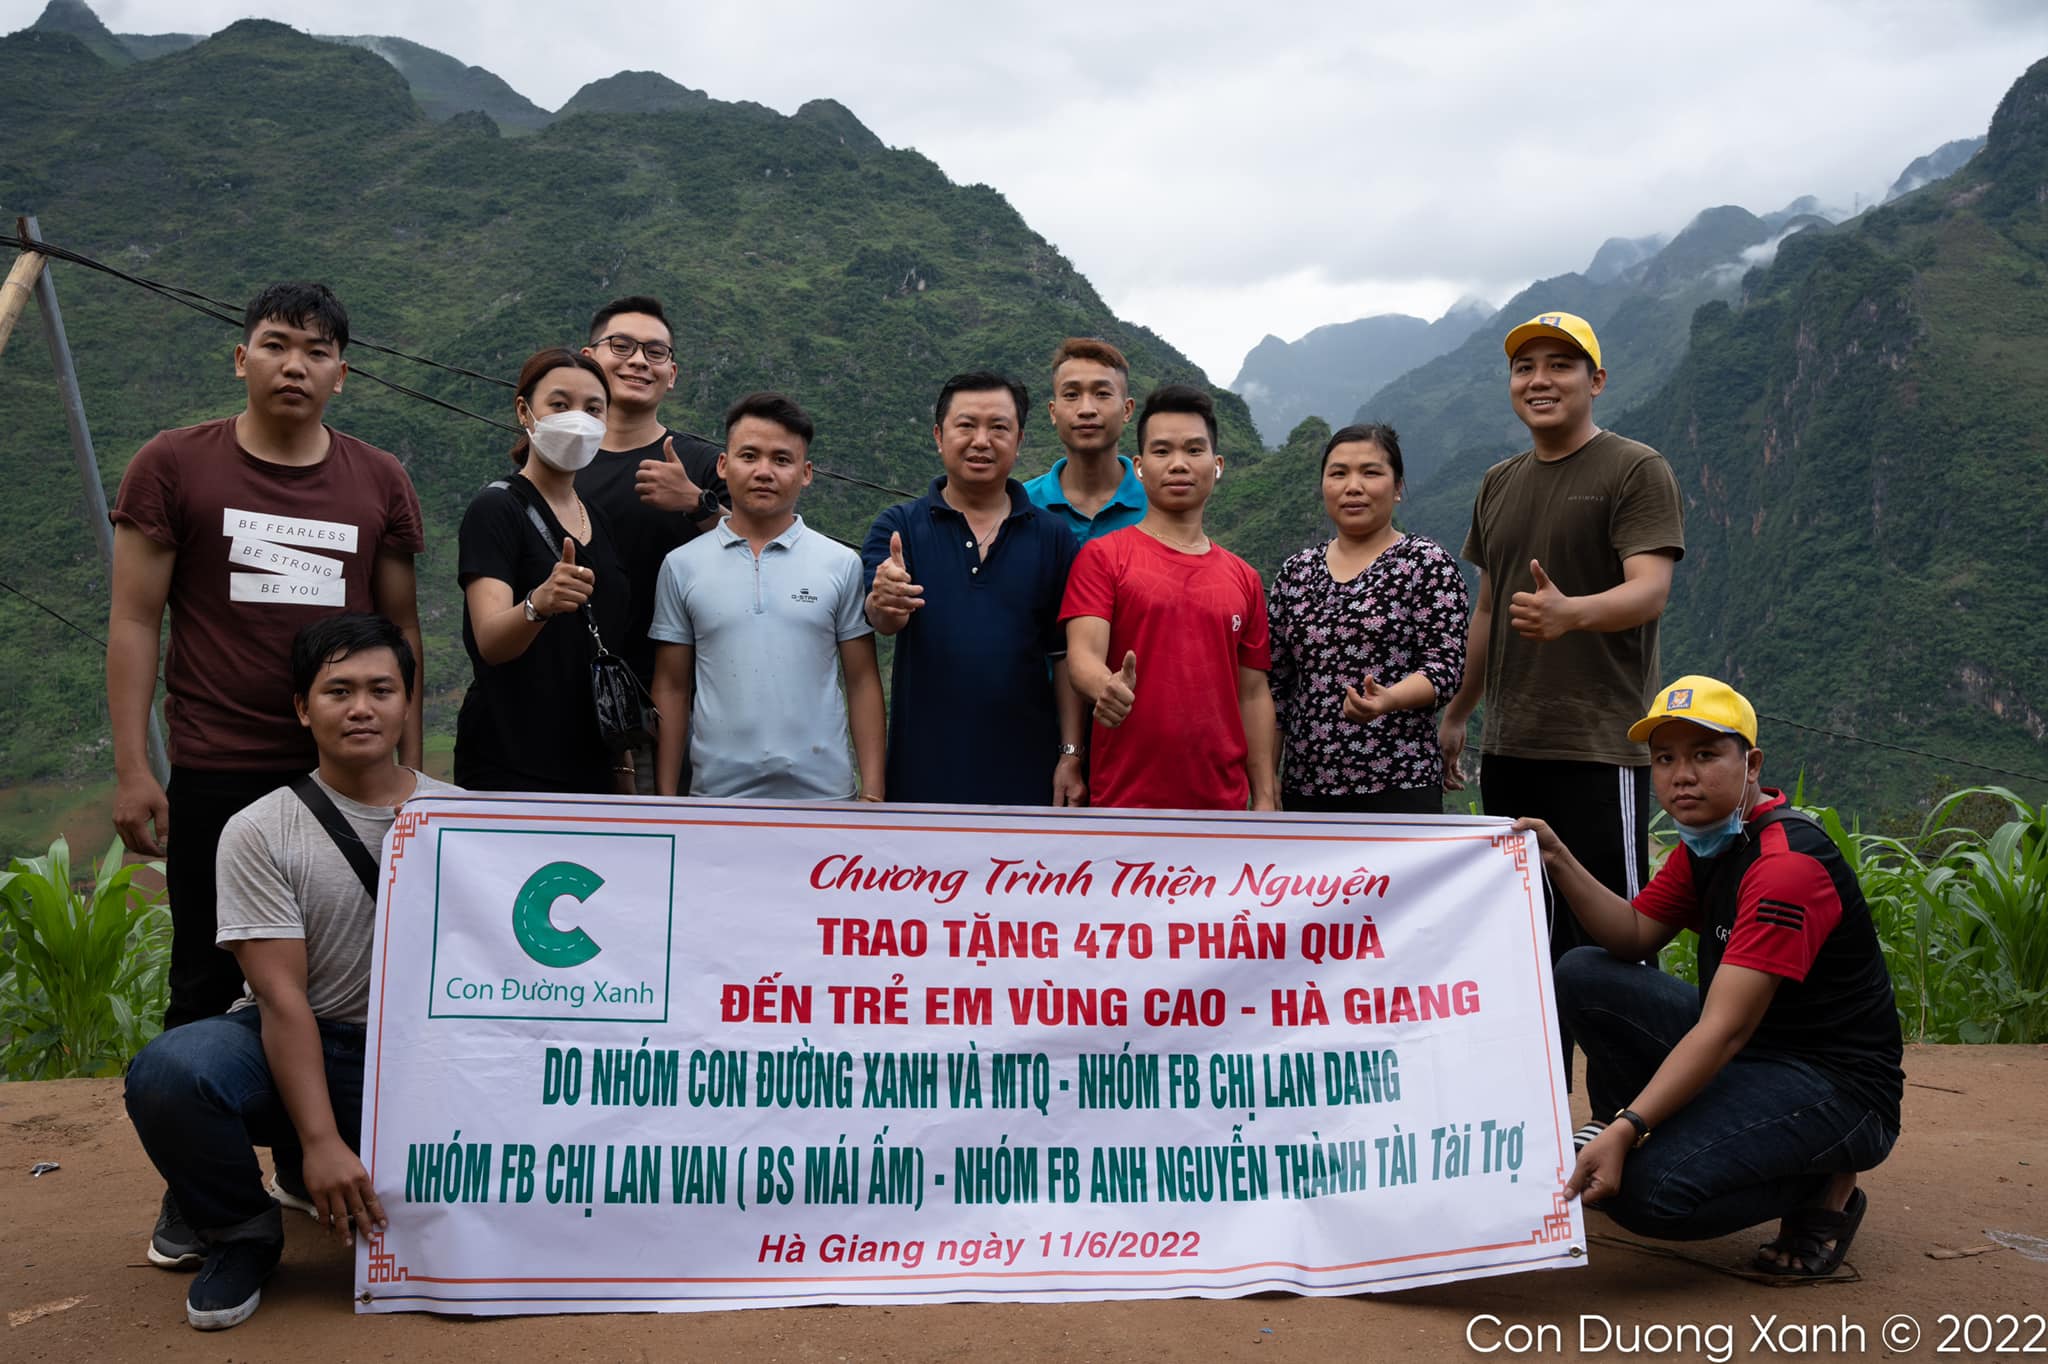 BE FEARLESS
BE STRONG
BE YOU
G-STAR
Con Đường Xanh
Chương Trình Thiện Nguyện
TRAO TẶNG 470 PHẦN QUÀ
ĐẾN TRẺ EM VÙNG CAO - HÀ GIANG
DO NHÓM CON ĐƯỜNG XANH VÀ MTQ - NHÓM FB CHỊ LAN DANG
NHÓM FB CHỊ LAN VAN ( BS MÁI ẤM) - NHÓM FB ANH NGUYỄN THÀNH TÀI Tài Trợ
Hà Giang ngày 11/6/2022
Con Duong Xanh © 2022